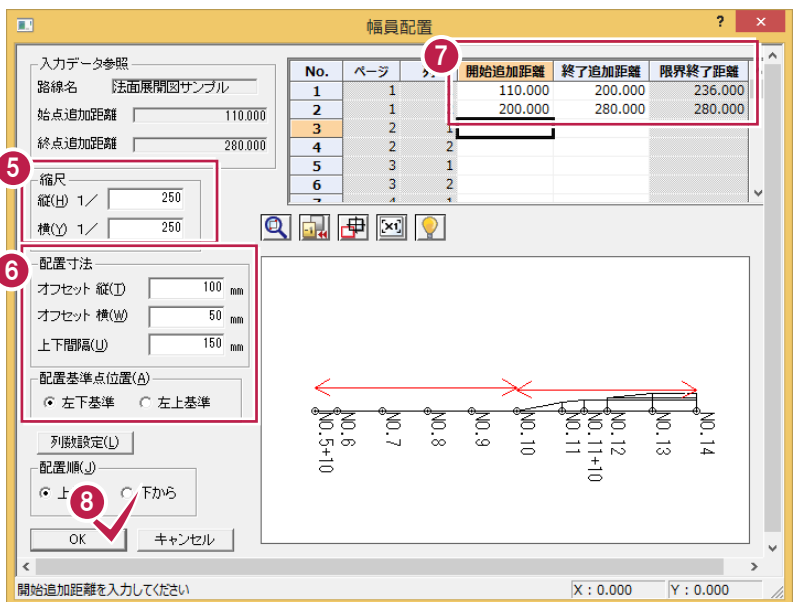 幅員配置
?
×
入力データ参照
路線名 法面展開図サンプル
始点追加距離 110.000
終点追加距離 280.000
5
縮尺
縦(H) 1/ 250
横(Y) 1/ 250
6
配置寸法
オフセット 縦(T) 100 mm
オフセット 横(W) 50 mm
上下間隔(U) 150 mm
配置基準点位置(A)
左下基準 左上基準
列数設定(L)
配置順(J)
上 下から
8
OK キャンセル
7
No. ページ 開始追加距離 終了追加距離 限界終了距離
1 1 110.000 200.000 236.000
2 1 200.000 280.000 280.000
3 2 1
4 2 2
5 3 1
6 3 2
NO.5+10
NO.6
NO.7
NO.8
NO.9
NO.10
NO.11
NO.11+10
NO.12
NO.13
NO.14
開始追加距離を入力してください X : 0.000 Y : 0.000